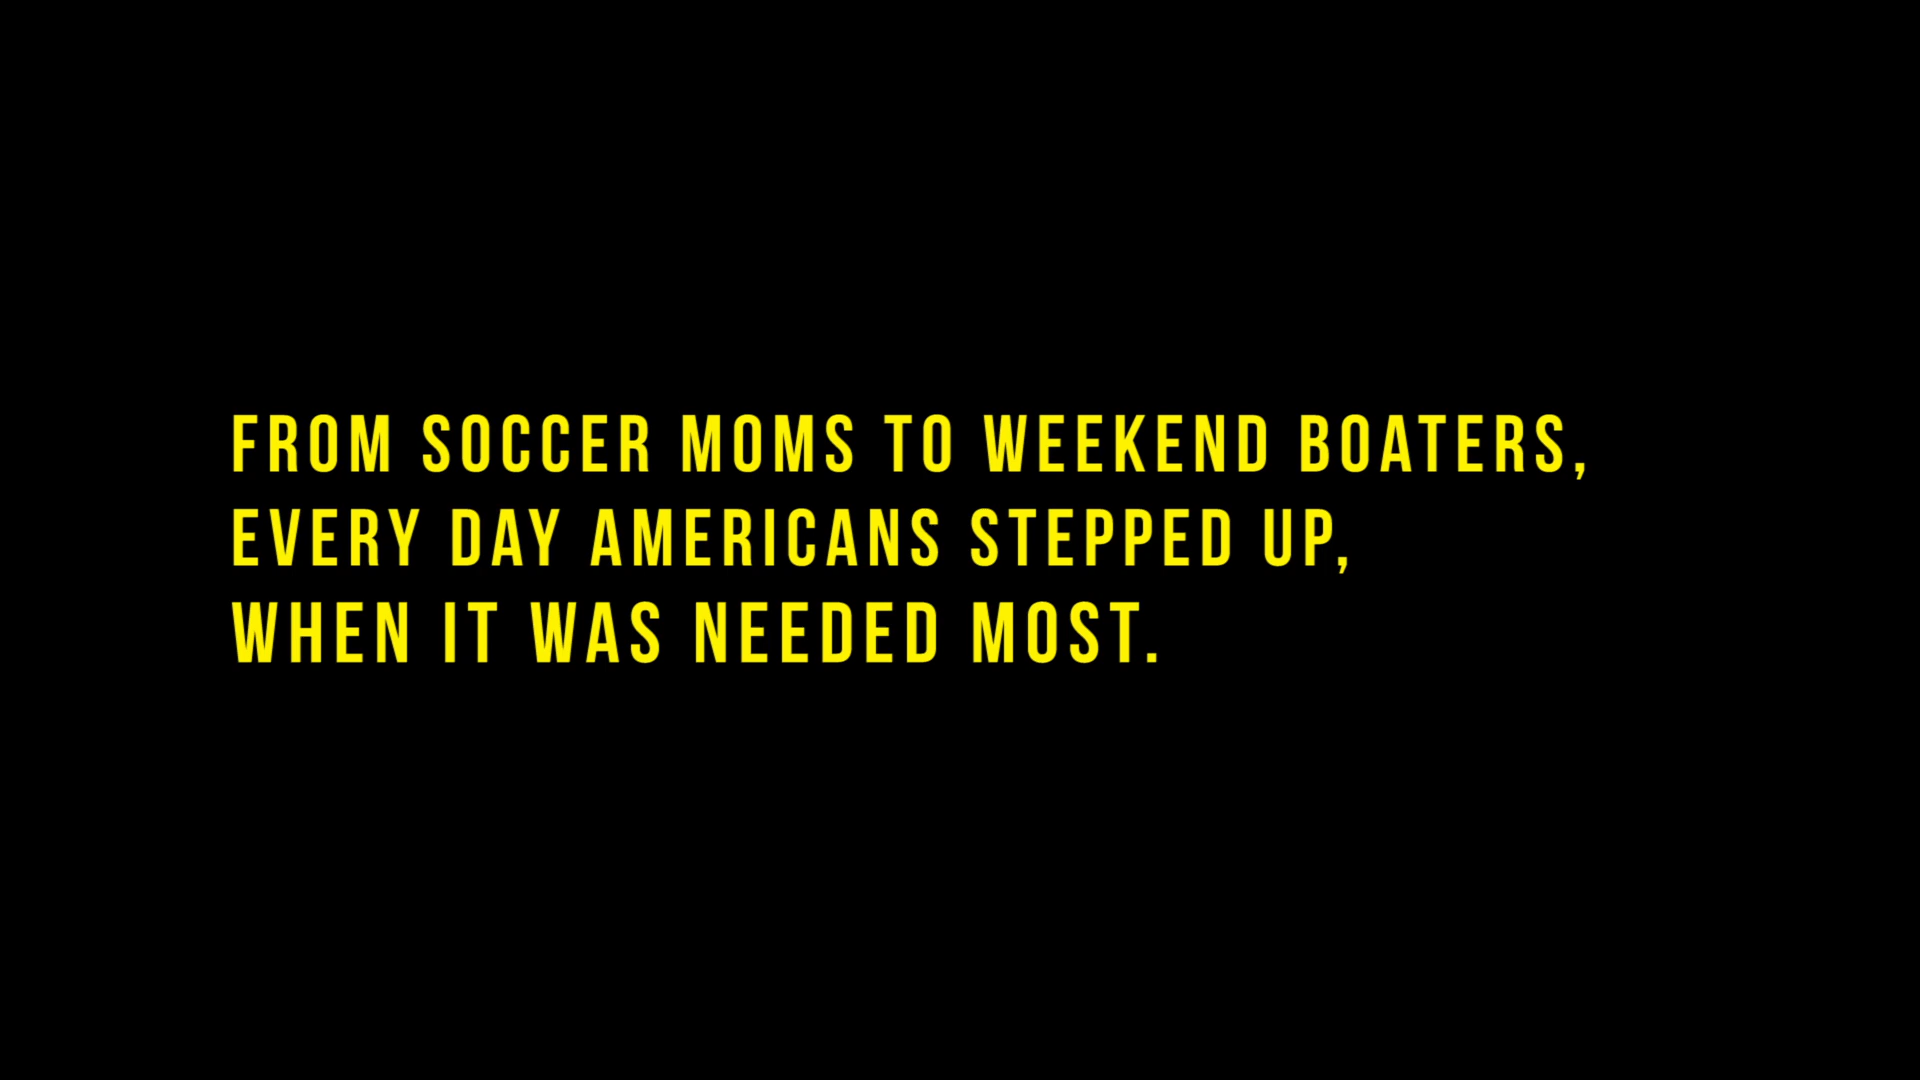 FROM SOCCER MOMS TO WEEKEND BOATERS,
EVERY DAY AMERICANS STEPPED UP,
WHEN IT WAS NEEDED MOST.